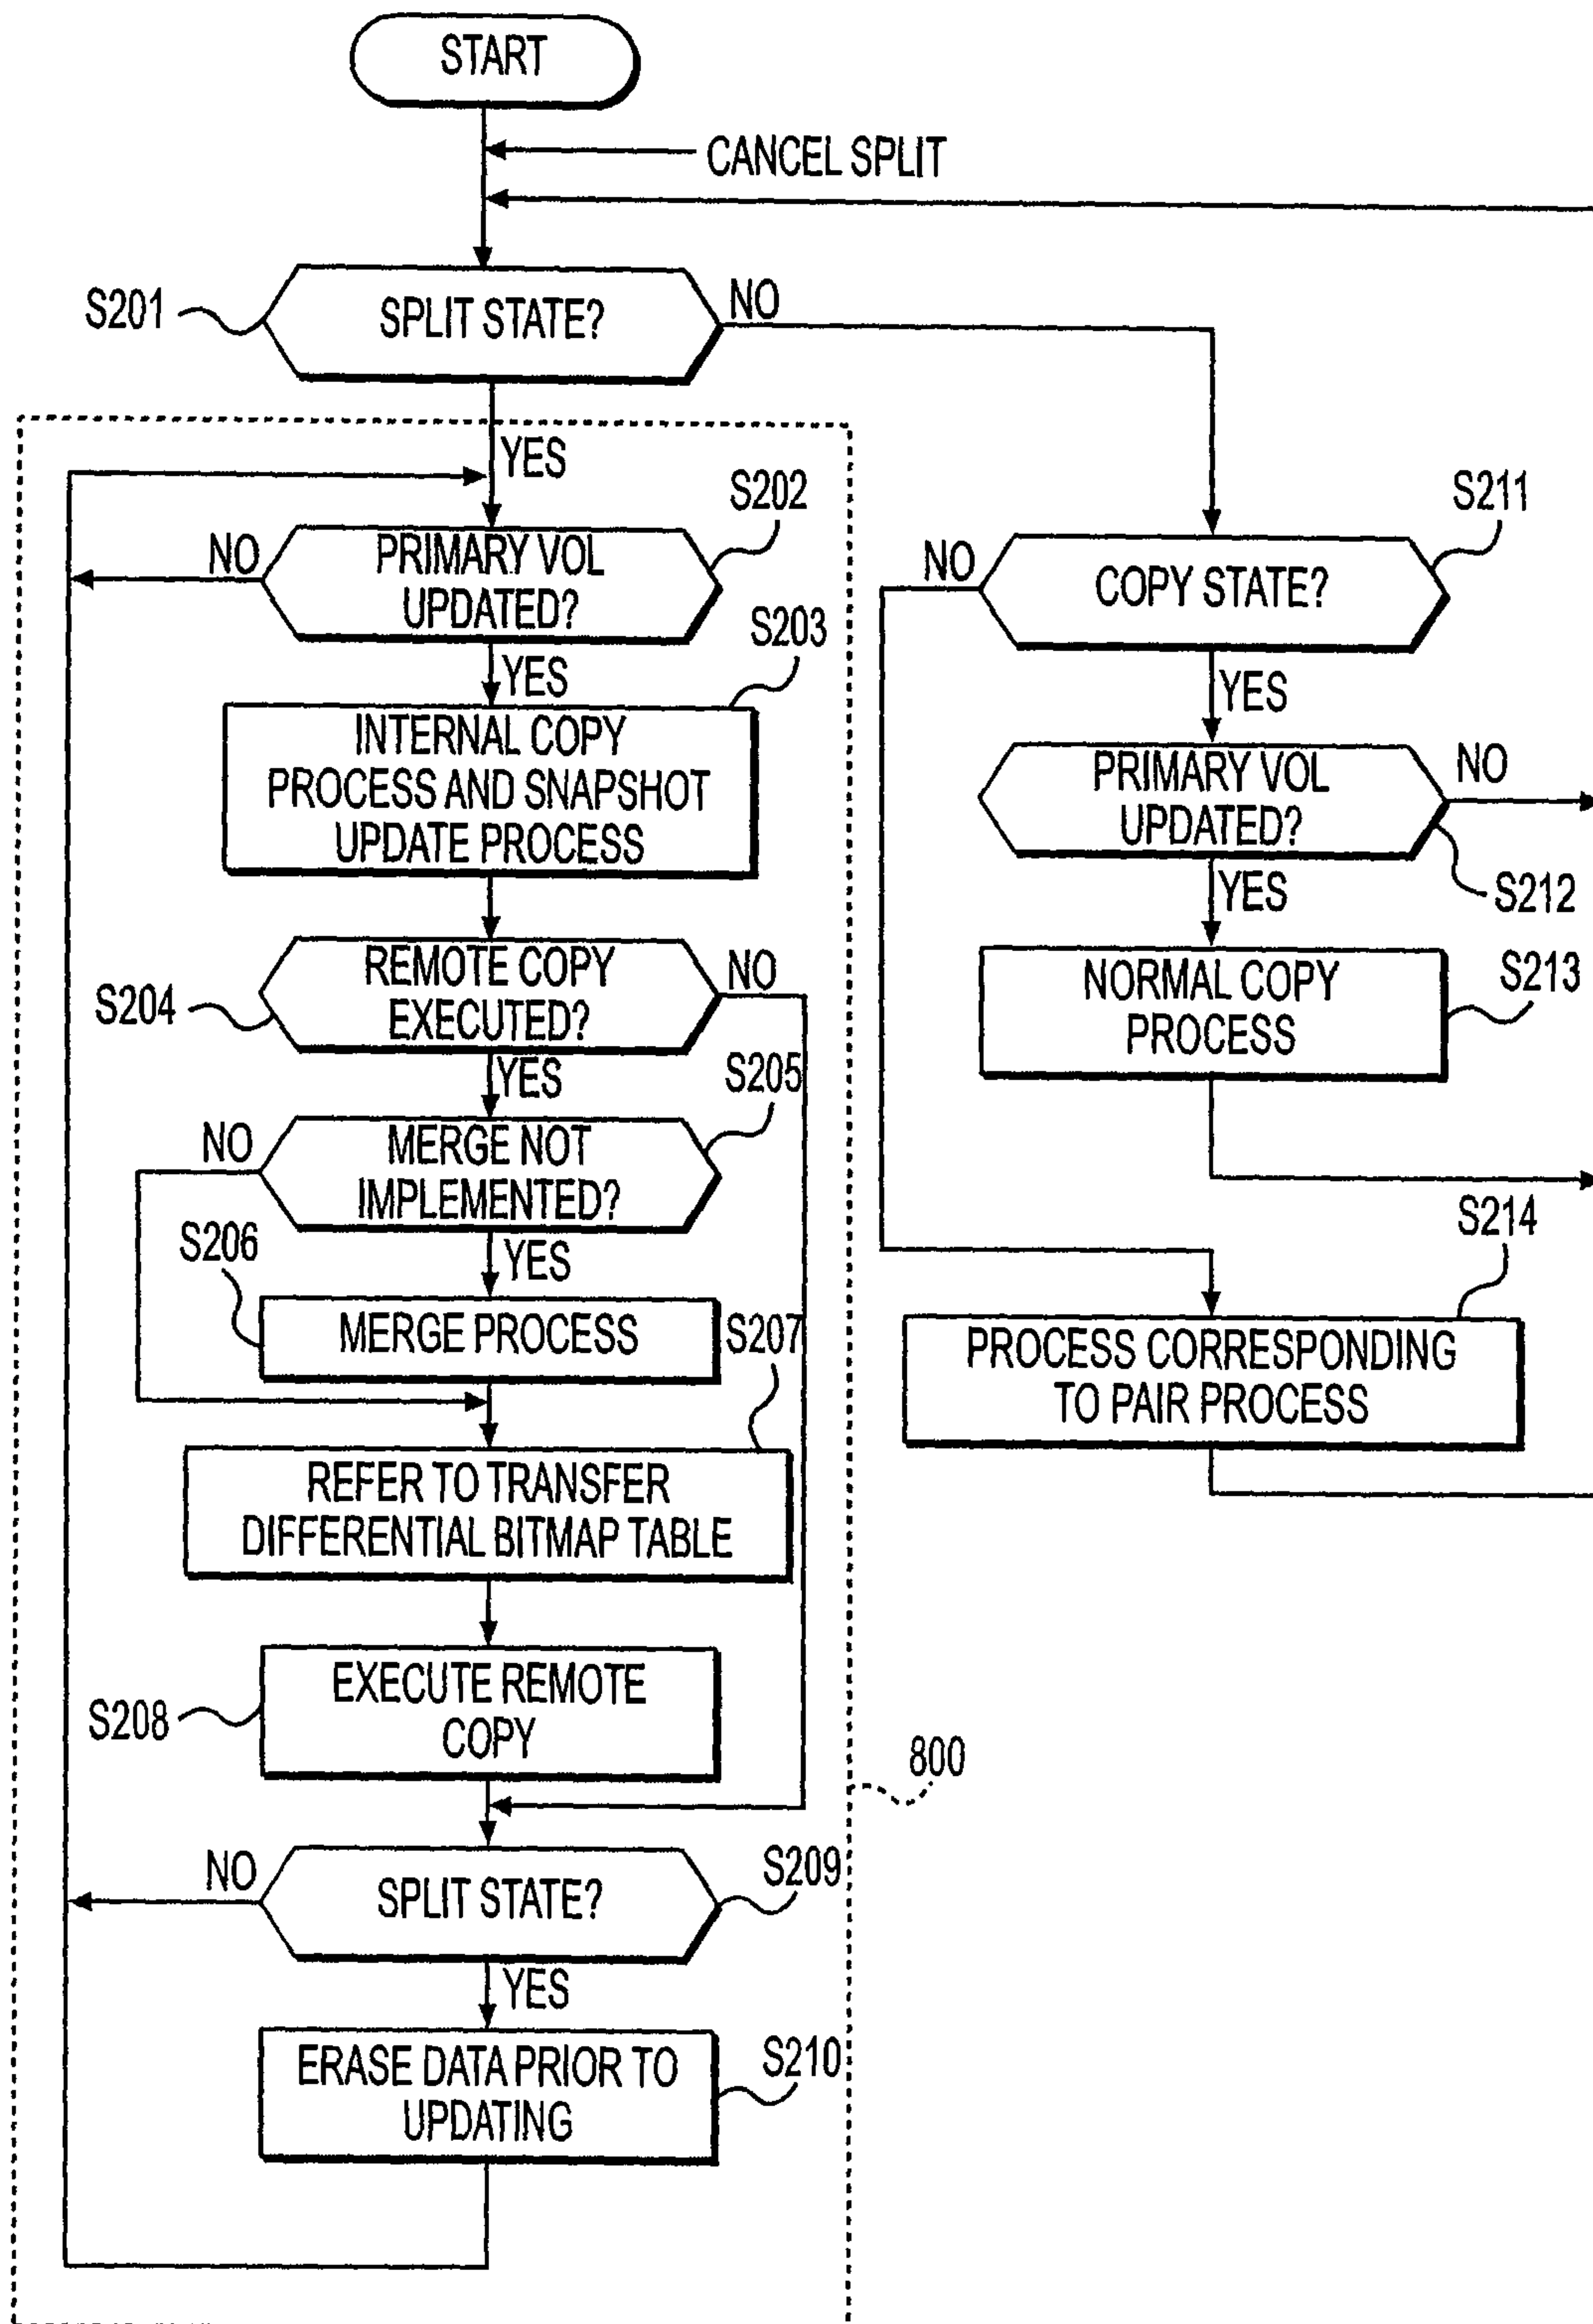 START
CANCEL SPLIT
S201
SPLIT STATE?
NO
YES
S202
NO
PRIMARY VOL
UPDATED?
S203
YES
INTERNAL COPY
PROCESS AND SNAPSHOT
UPDATE PROCESS
S204
REMOTE COPY
EXECUTED?
NO
YES
S205
NO
MERGE NOT
IMPLEMENTED?
S206
YES
MERGE PROCESS
S207
REFER TO TRANSFER
DIFFERENTIAL BITMAP TABLE
S208
EXECUTE REMOTE
COPY
800
NO
SPLIT STATE?
S209
YES
ERASE DATA PRIOR TO
UPDATING
S210
S211
NO
COPY STATE?
YES
PRIMARY VOL
UPDATED?
NO
S212
YES
NORMAL COPY
PROCESS
S213
S214
PROCESS CORRESPONDING
TO PAIR PROCESS